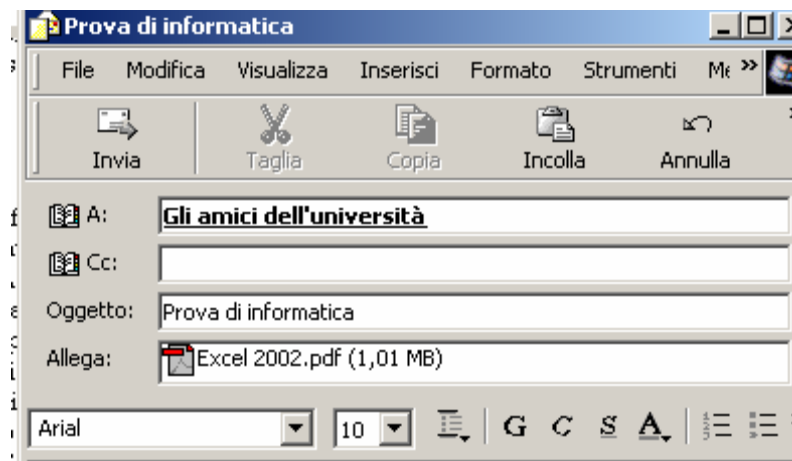 Prova di informatica
File Modifica Visualizza Inserisci Formato Strumenti »
Invia Taglia Copia Incolla Annulla
A: Gli amici dell'università
Cc:
Oggetto: Prova di informatica
Allega: Excel 2002.pdf (1,01 MB)
Arial 10 G C S A